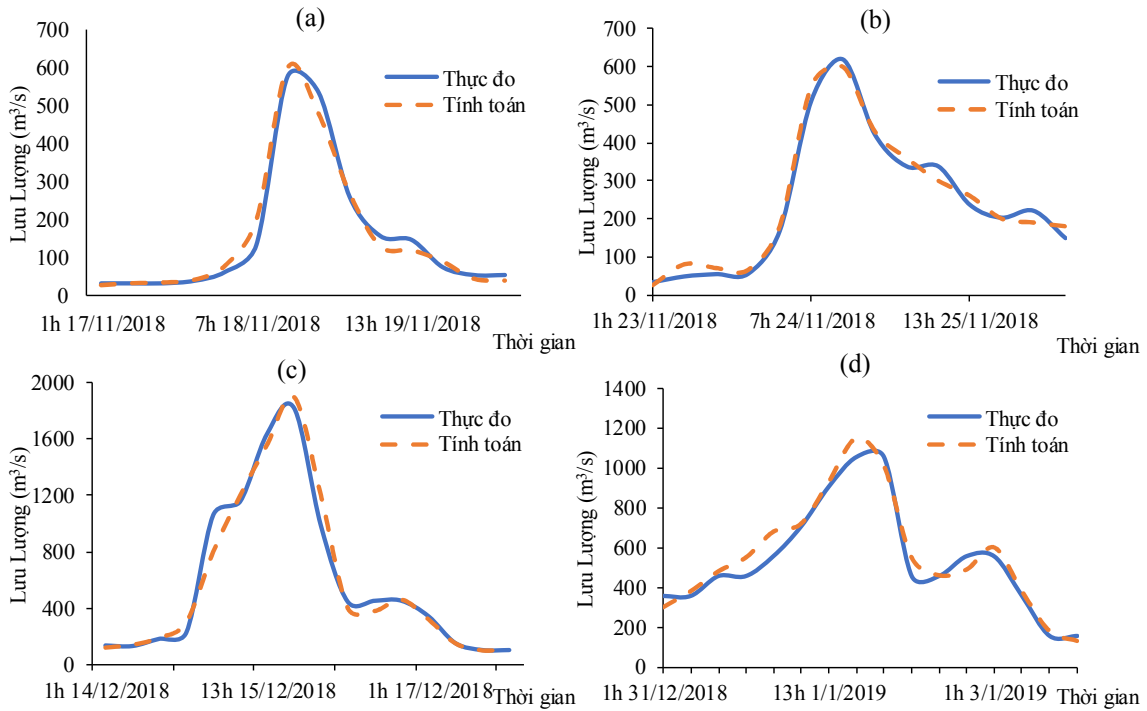 (a)
700
600
500
400
300
200
100
0
Lưu Lượng (m³/s)
Thực đo
Tính toán
1h 17/11/2018
7h 18/11/2018
13h 19/11/2018
Thời gian
(b)
700
600
500
400
300
200
100
0
Lưu Lượng (m³/s)
Thực đo
Tính toán
1h 23/11/2018
7h 24/11/2018
13h 25/11/2018
Thời gian
(c)
2000
1600
1200
800
400
0
Lưu Lượng (m³/s)
Thực đo
Tính toán
1h 14/12/2018
13h 15/12/2018
1h 17/12/2018
Thời gian
(d)
1400
1200
1000
800
600
400
200
0
Lưu Lượng (m³/s)
Thực đo
Tính toán
1h 31/12/2018
13h 1/1/2019
1h 3/1/2019
Thời gian